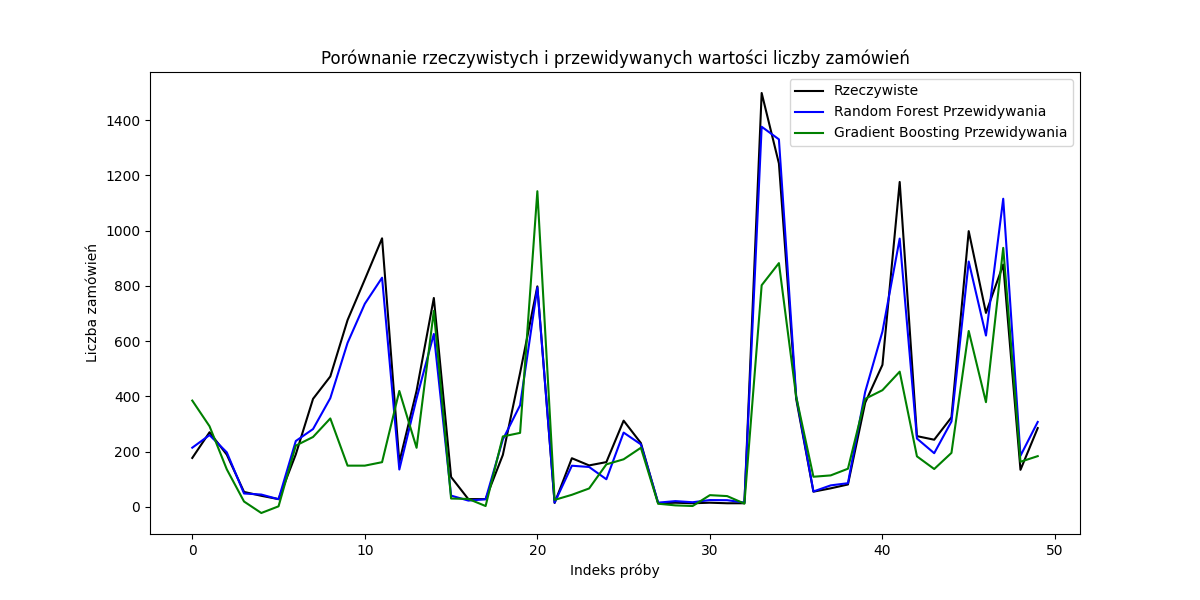 Porównanie rzeczywistych i przewidywanych wartości liczby zamówień
Rzeczywiste
Random Forest Przewidywania
Gradient Boosting Przewidywania
Liczba zamówień
1400
1200
1000
800
600
400
200
0
0 10 20 30 40 50
Indeks próby